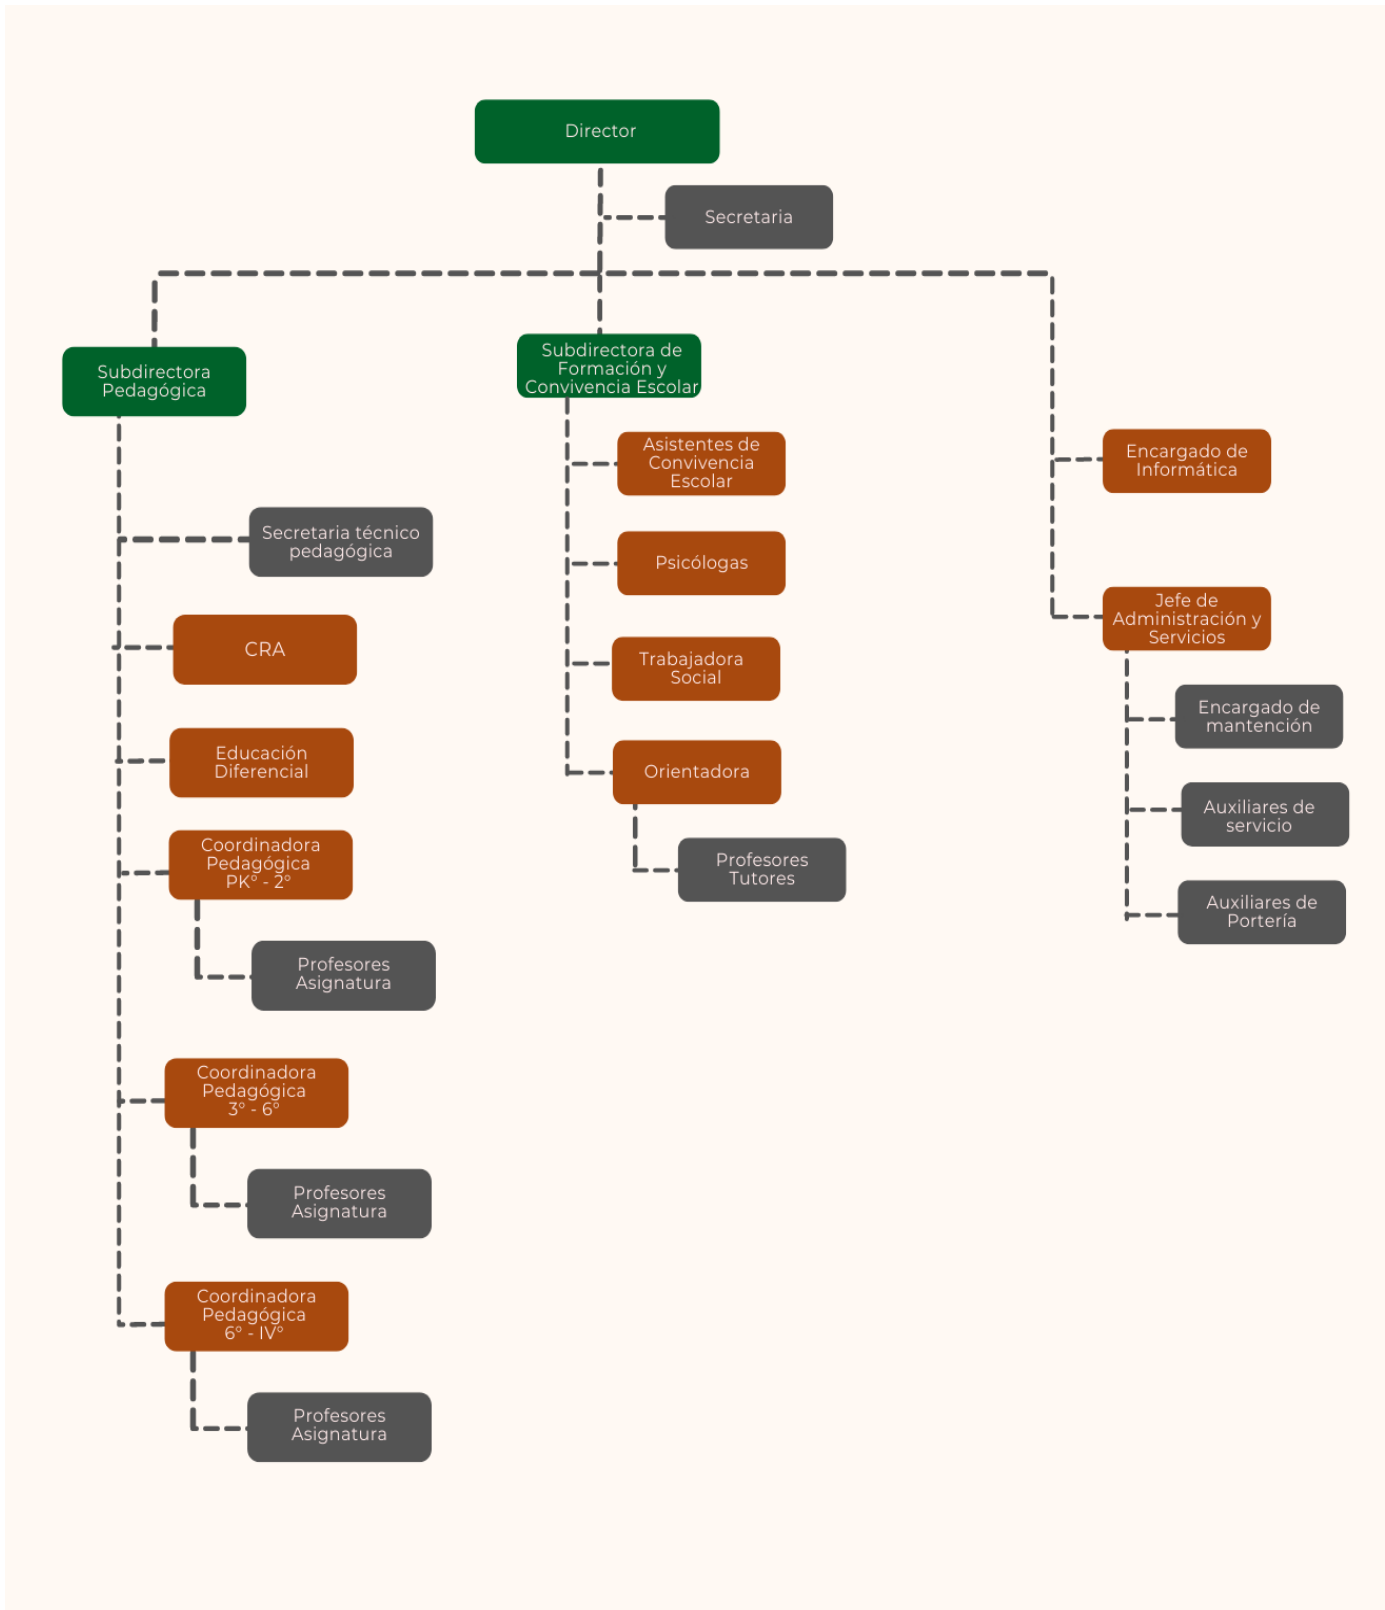 Director
Secretaria
Subdirectora
Pedagógica
Secretaria técnico
pedagógica
CRA
Educación
Diferencial
Coordinadora
Pedagógica
PK° - 2°
Profesores
Asignatura
Coordinadora
Pedagógica
3° - 6°
Profesores
Asignatura
Coordinadora
Pedagógica
6° - IV°
Profesores
Asignatura
Subdirectora de
Formación y
Convivencia Escolar
Asistentes de
Convivencia
Escolar
Psicólogas
Trabajadora
Social
Orientadora
Profesores
Tutores
Encargado de
Informática
Jefe de
Administración y
Servicios
Encargado de
mantención
Auxiliares de
servicio
Auxiliares de
Portería